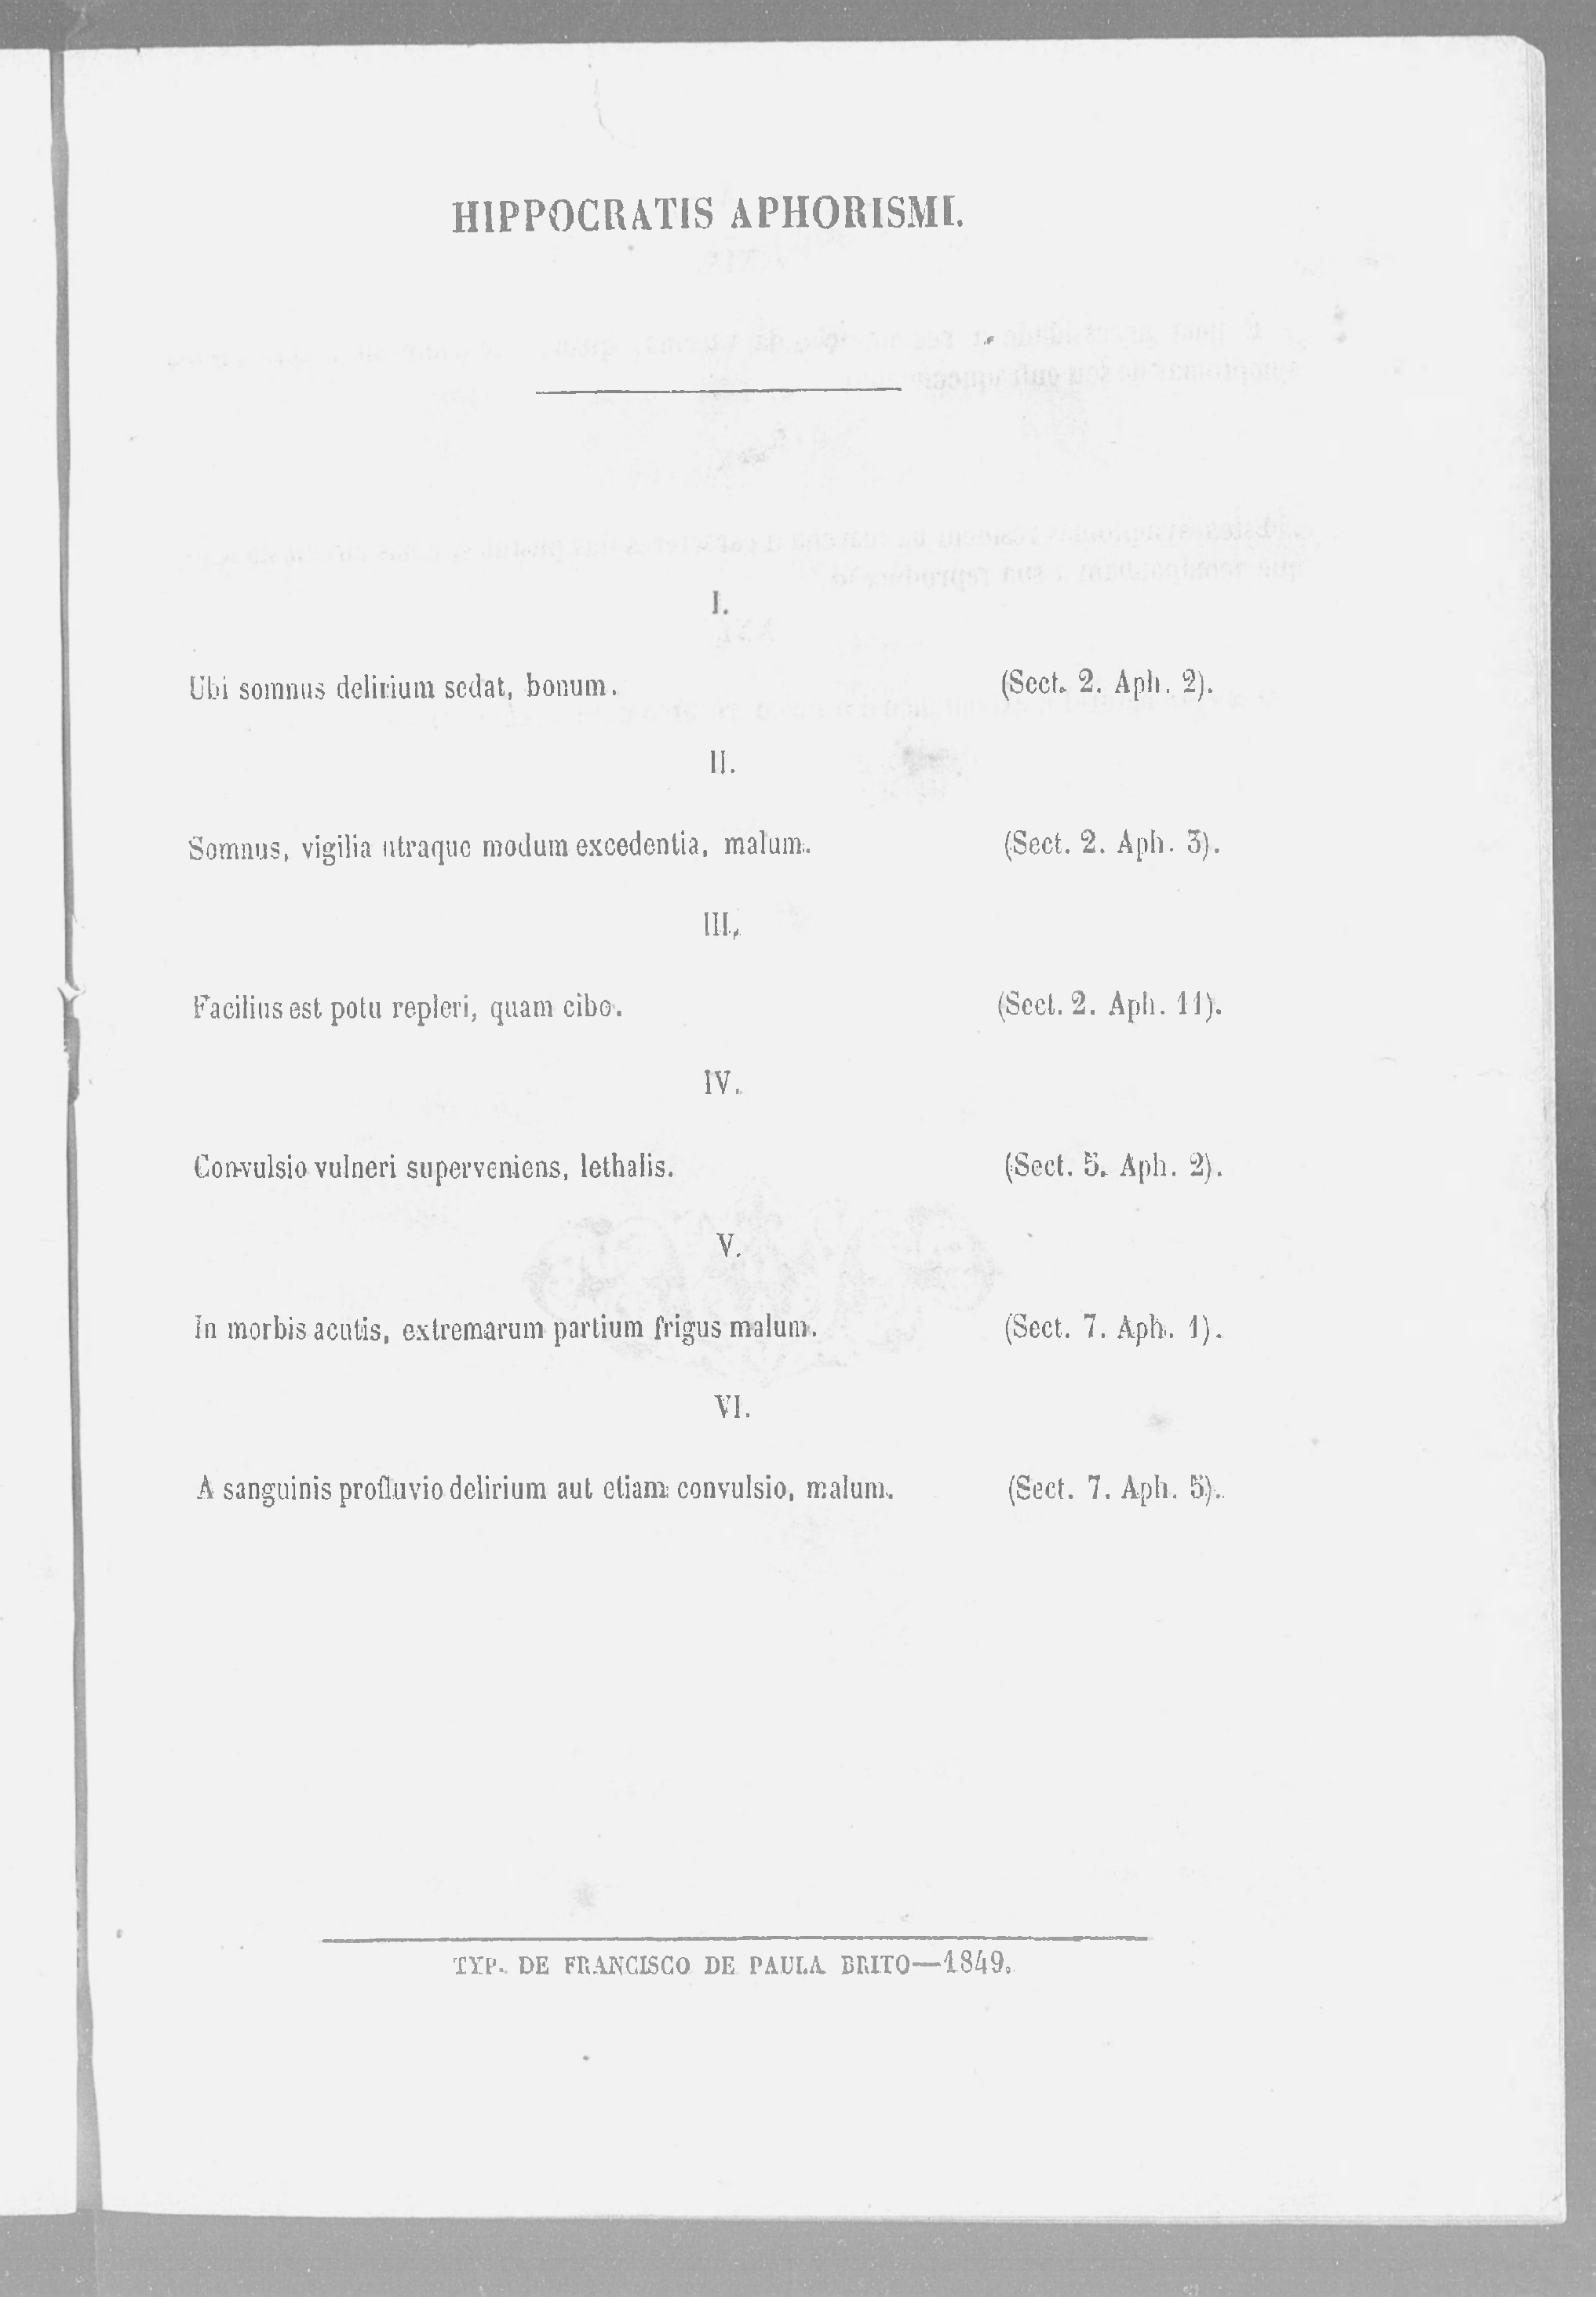 HIPPOCRATIS APHORISMI.
I.
Ubi somnus delirium sedat, bonum. (Sect. 2. Aph. 2).
II.
Somnus, vigilia utraque modum excedentia, malum. (Sect. 2. Aph. 3).
III.
Facilius est potu repleri, quam cibo. (Sect. 2. Aph. 11).
IV.
Convulsio vulneri superveniens, lethalis. (Sect. 5. Aph. 2).
V.
In morbis acutis, extremarum partium frigus malum. (Sect. 7. Aph. 1).
VI.
A sanguinis profluvio delirium aut etiam convulsio, malum. (Sect. 7. Aph. 5).
TYP. DE FRANCISCO DE PAULA BRITO—1849.